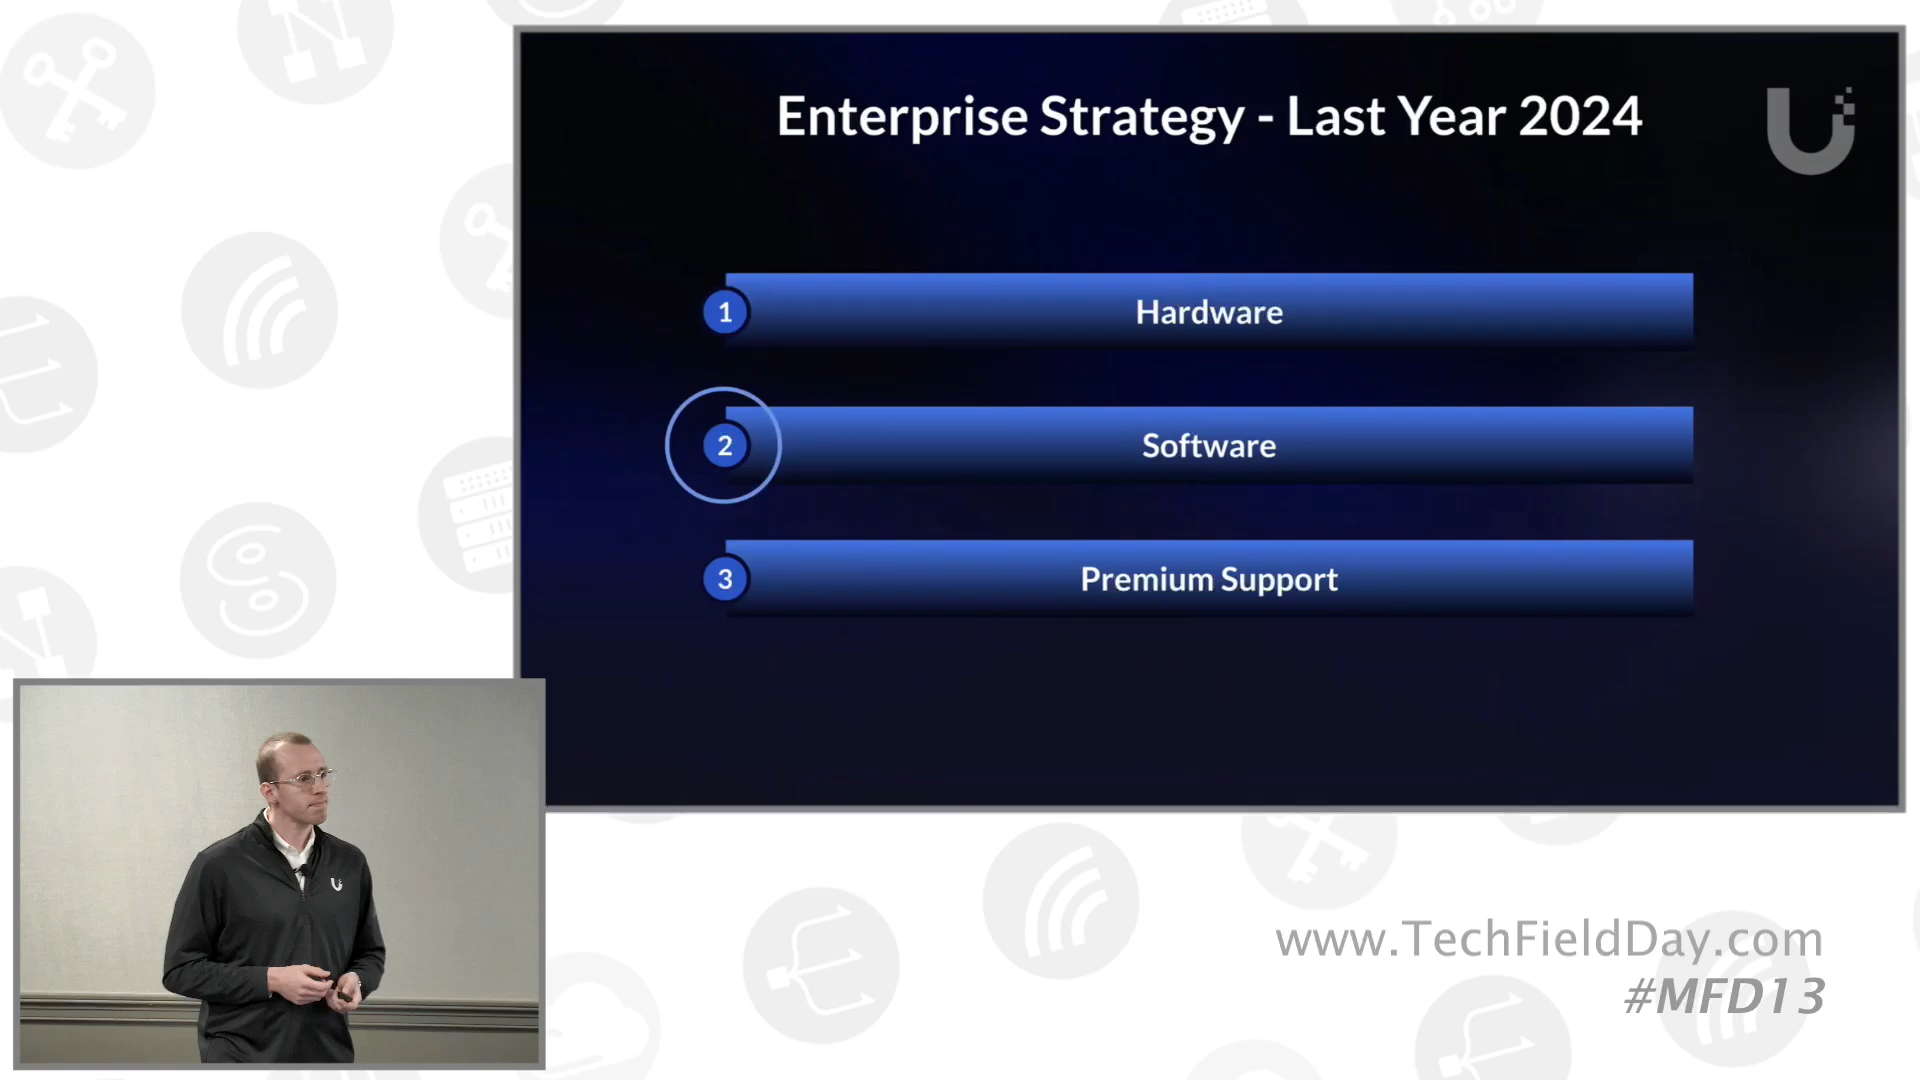 Enterprise Strategy - Last Year 2024
1 Hardware
2 Software
3 Premium Support
www.TechFieldDay.com
#MFD13